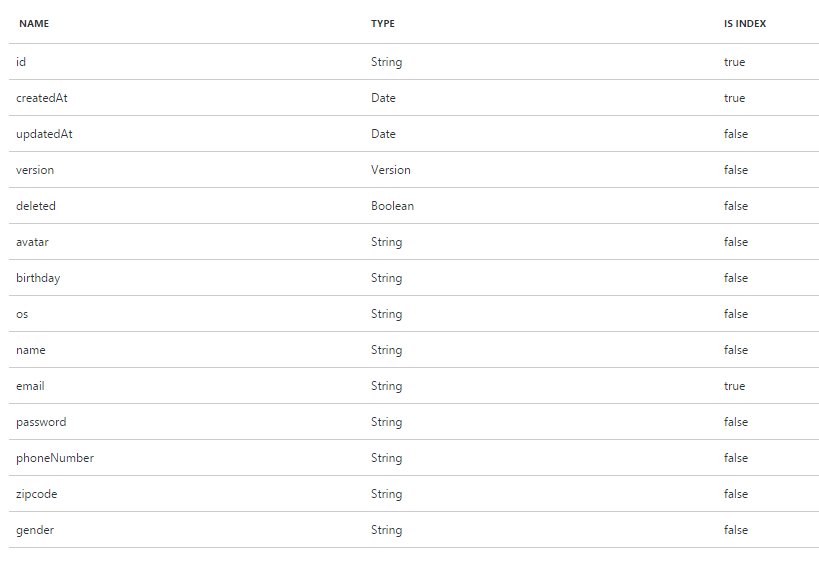 NAME TYPE IS INDEX
id String true
createdAt Date true
updatedAt Date false
version Version false
deleted Boolean false
avatar String false
birthday String false
os String false
name String false
email String true
password String false
phoneNumber String false
zipcode String false
gender String false